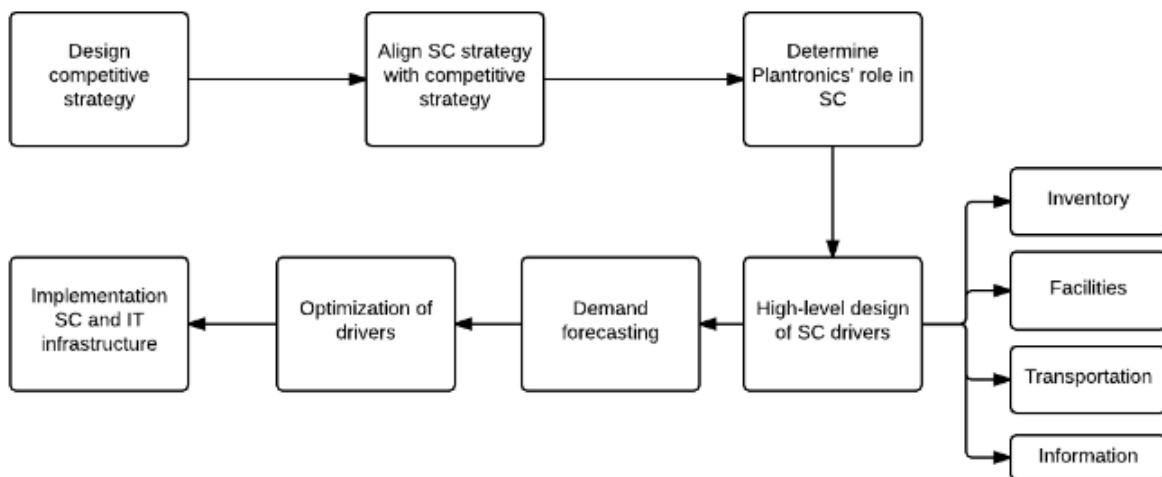 Design
competitive
strategy
Align SC strategy
with competitive
strategy
Determine
Plantronics' role in
SC
Inventory
Facilities
Transportation
Information
High-level design
of SC drivers
Demand
forecasting
Optimization of
drivers
Implementation
SC and IT
infrastructure